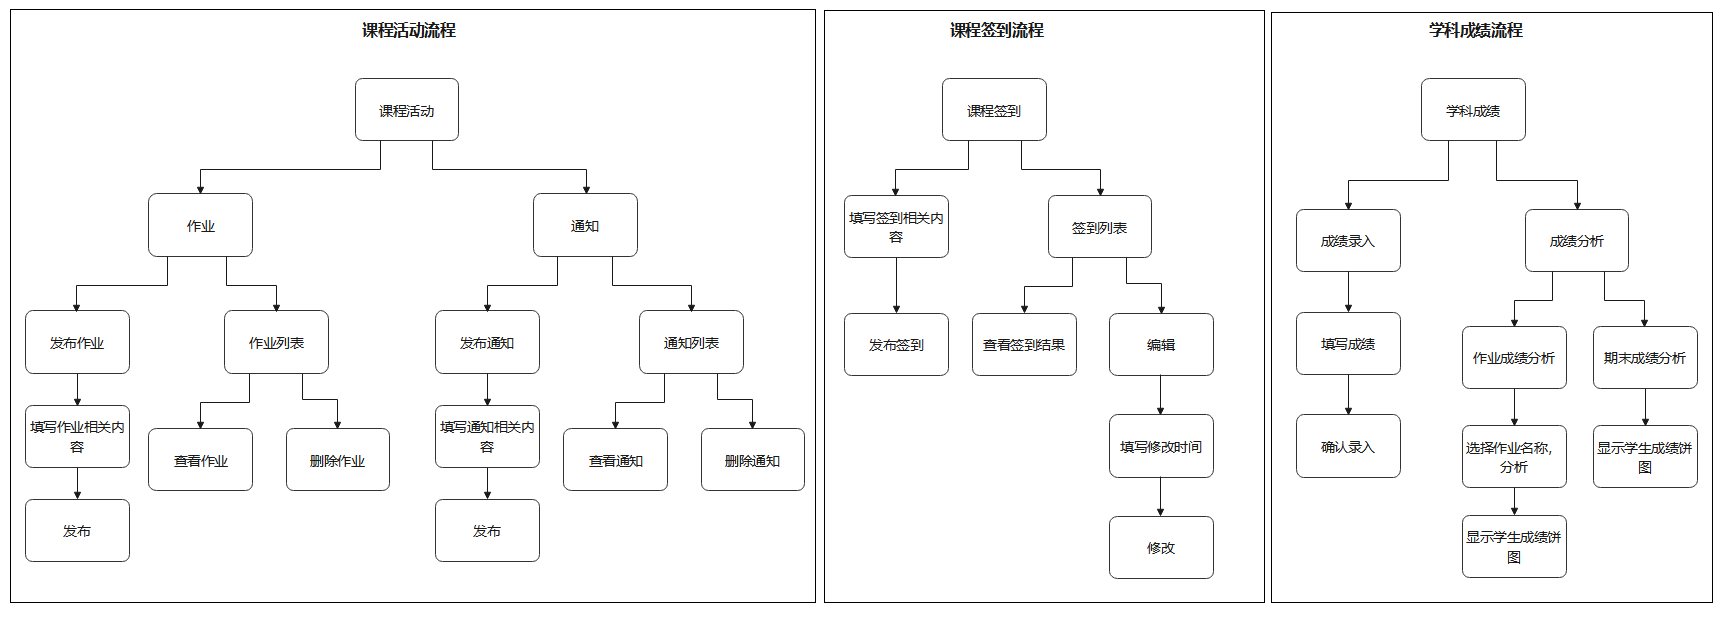 课程活动流程
课程活动
作业
通知
发布作业
作业列表
发布通知
通知列表
填写作业相关内
容
查看作业
删除作业
填写通知相关内
容
查看通知
删除通知
发布
发布
课程签到流程
课程签到
填写签到相关内
容
签到列表
发布签到
查看签到结果
编辑
填写修改时间
修改
学科成绩流程
学科成绩
成绩录入
成绩分析
填写成绩
作业成绩分析
期末成绩分析
确认录入
选择作业名称，
分析
显示学生成绩饼
图
显示学生成绩饼
图